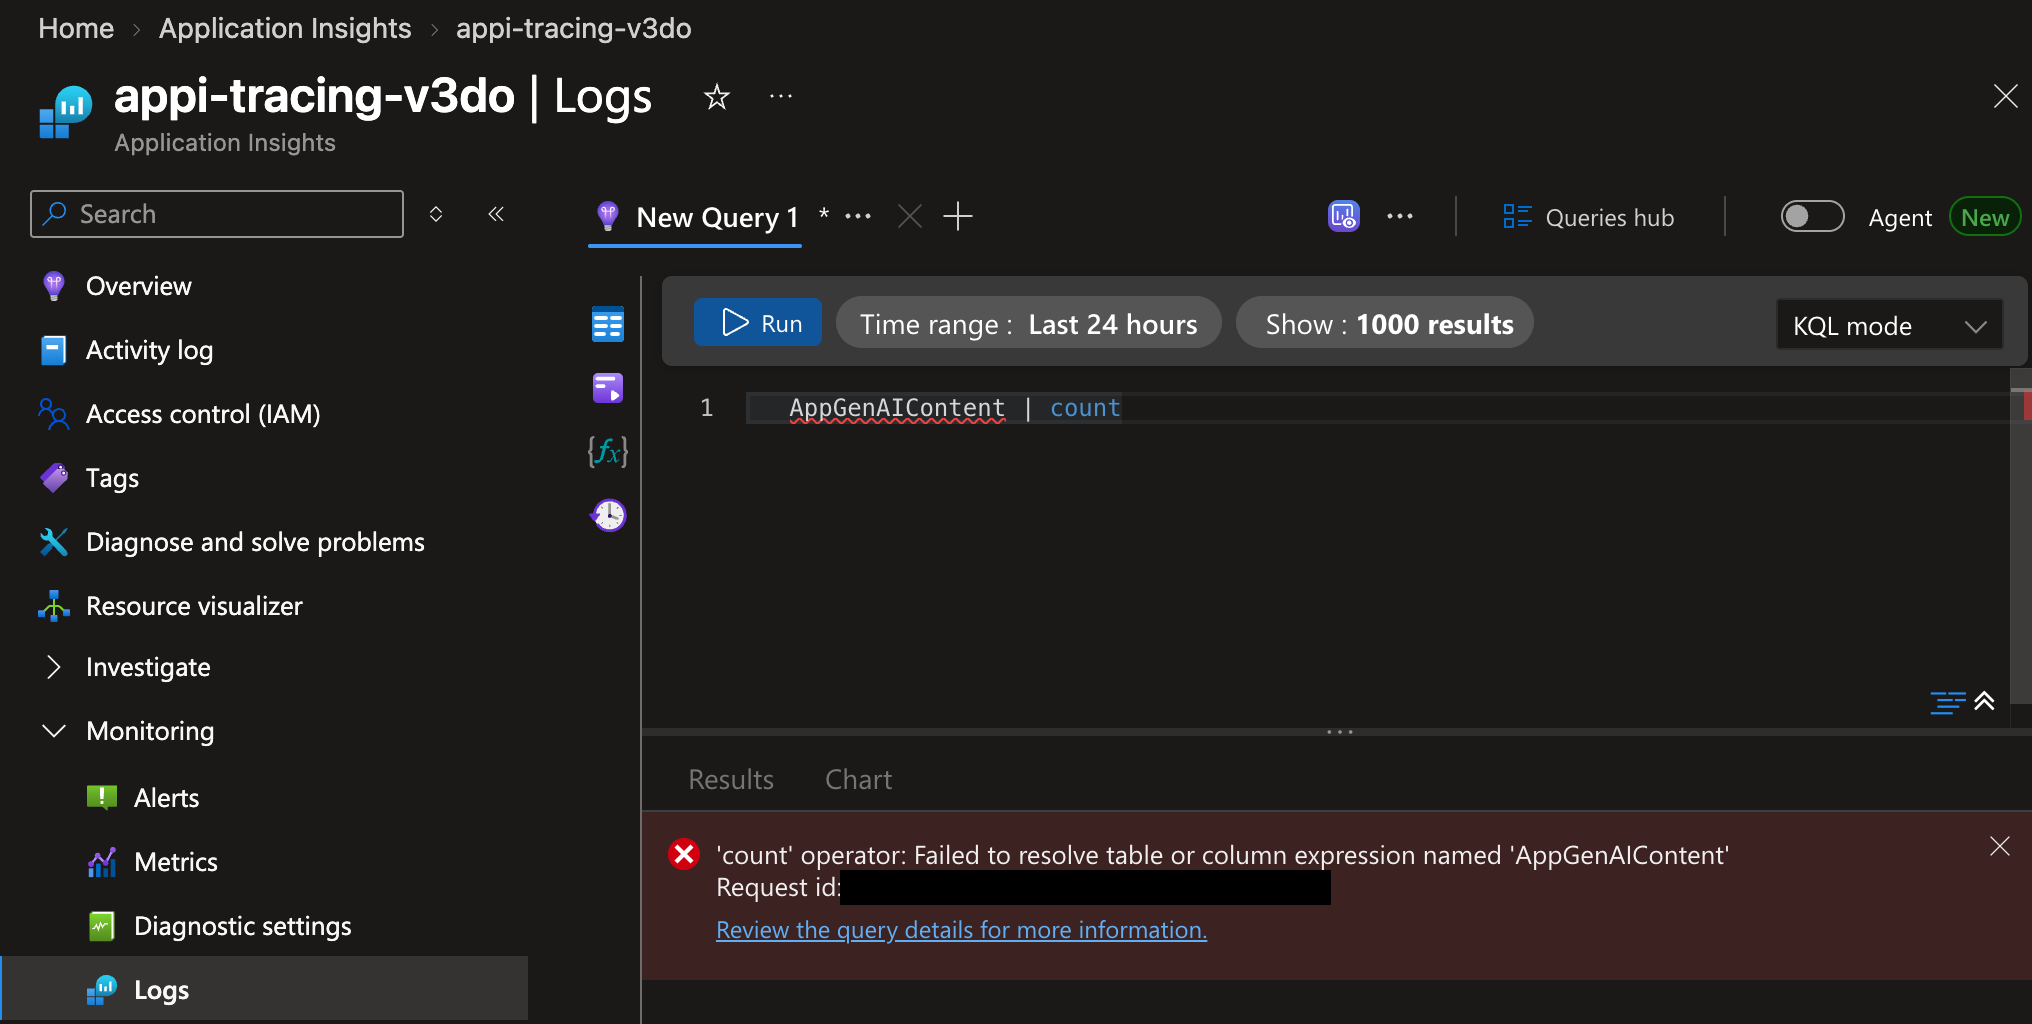 Home > Application Insights > appi-tracing-v3do
appi-tracing-v3do | Logs
Application Insights
Search
Overview
Activity log
Access control (IAM)
Tags
Diagnose and solve problems
Resource visualizer
Investigate
Monitoring
Alerts
Metrics
Diagnostic settings
Logs
New Query 1 *
Queries hub
Agent New
Run
Time range : Last 24 hours
Show : 1000 results
KQL mode
{fx}
1 AppGenAIContent | count
Results Chart
'count' operator: Failed to resolve table or column expression named 'AppGenAIContent'
Request id:
Review the query details for more information.